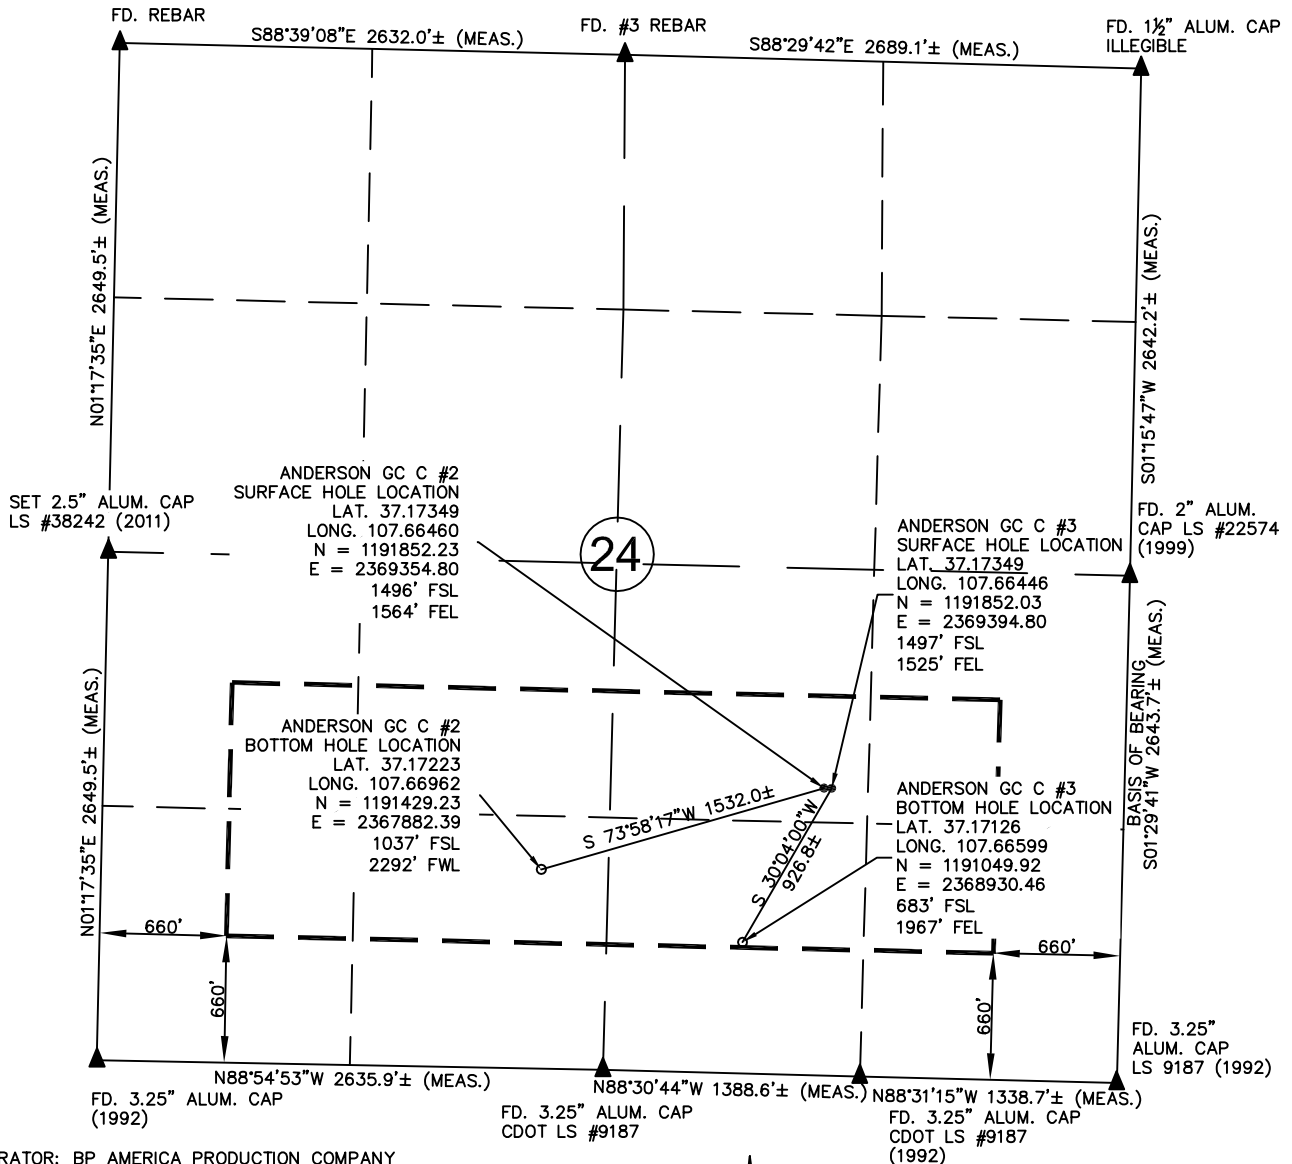 FD. REBAR
S88°39'08"E 2632.0'± (MEAS.)
FD. #3 REBAR
S88°29'42"E 2689.1'± (MEAS.)
FD. 1½" ALUM. CAP
ILLEGIBLE
N01°17'35"E 2649.5'± (MEAS.)
S01°15'47"W 2642.2'± (MEAS.)
SET 2.5" ALUM. CAP
LS #38242 (2011)
ANDERSON GC C #2
SURFACE HOLE LOCATION
LAT. 37.17349
LONG. 107.66460
N = 1191852.23
E = 2369354.80
1496' FSL
1564' FEL
24
ANDERSON GC C #3
SURFACE HOLE LOCATION
LAT. 37.17349
LONG. 107.66446
N = 1191852.03
E = 2369394.80
1497' FSL
1525' FEL
FD. 2" ALUM.
CAP LS #22574
(1999)
N01°17'35"E 2649.5'± (MEAS.)
BASIS OF BEARING
S01°29'41"W 2643.7'± (MEAS.)
ANDERSON GC C #2
BOTTOM HOLE LOCATION
LAT. 37.17223
LONG. 107.66962
N = 1191429.23
E = 2367882.39
1037' FSL
2292' FWL
S 73°58'17"W 1532.0±
S 30°04'00"W
926.8±
ANDERSON GC C #3
BOTTOM HOLE LOCATION
LAT. 37.17126
LONG. 107.66599
N = 1191049.92
E = 2368930.46
683' FSL
1967' FEL
660'
660'
660'
660'
N88°54'53"W 2635.9'± (MEAS.)
N88°30'44"W 1388.6'± (MEAS.)
N88°31'15"W 1338.7'± (MEAS.)
FD. 3.25"
ALUM. CAP
LS 9187 (1992)
FD. 3.25" ALUM. CAP
(1992)
FD. 3.25" ALUM. CAP
CDOT LS #9187
FD. 3.25" ALUM. CAP
CDOT LS #9187
(1992)
RATOR: BP AMERICA PRODUCTION COMPANY